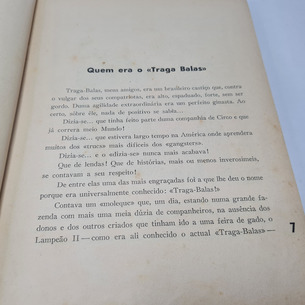 Quem era o «Traga Balas»
Traga-Balas, meus amigos, era um brasileiro castiço que, contra
o vulgar dos seus compatriotas, era alto, espadaúdo, forte, sem ser
gordo. Duma agilidade extraordinária era um perfeito ginasta. Ao
certo, sôbre êle, nada de positivo se sabia...
Dizia-se... que tinha feito parte duma companhia de Circo e que
já correra meio Mundo!
Dizia-se... que estivera largo tempo na América onde aprendera
muitos dos «trucs» mais difíceis dos «gangsters».
Dizia-se... e o «dizia-se» nunca mais acabava!
Que de lendas! Que de histórias, mais ou menos inverosímeis,
se contavam a seu respeito!
De entre elas uma das mais engraçadas foi a que lhe deu o nome
porque era universalmente conhecido: «Traga-Balas!»
Contava um «moleque» que, um dia, estando numa grande fa-
zenda com mais uma meia dúzia de companheiros, na ausência dos
donos e dos outros criados que tinham ido a uma feira de gado, o
Lampeão II — como era ali conhecido o actual «Traga-Balas» —
7